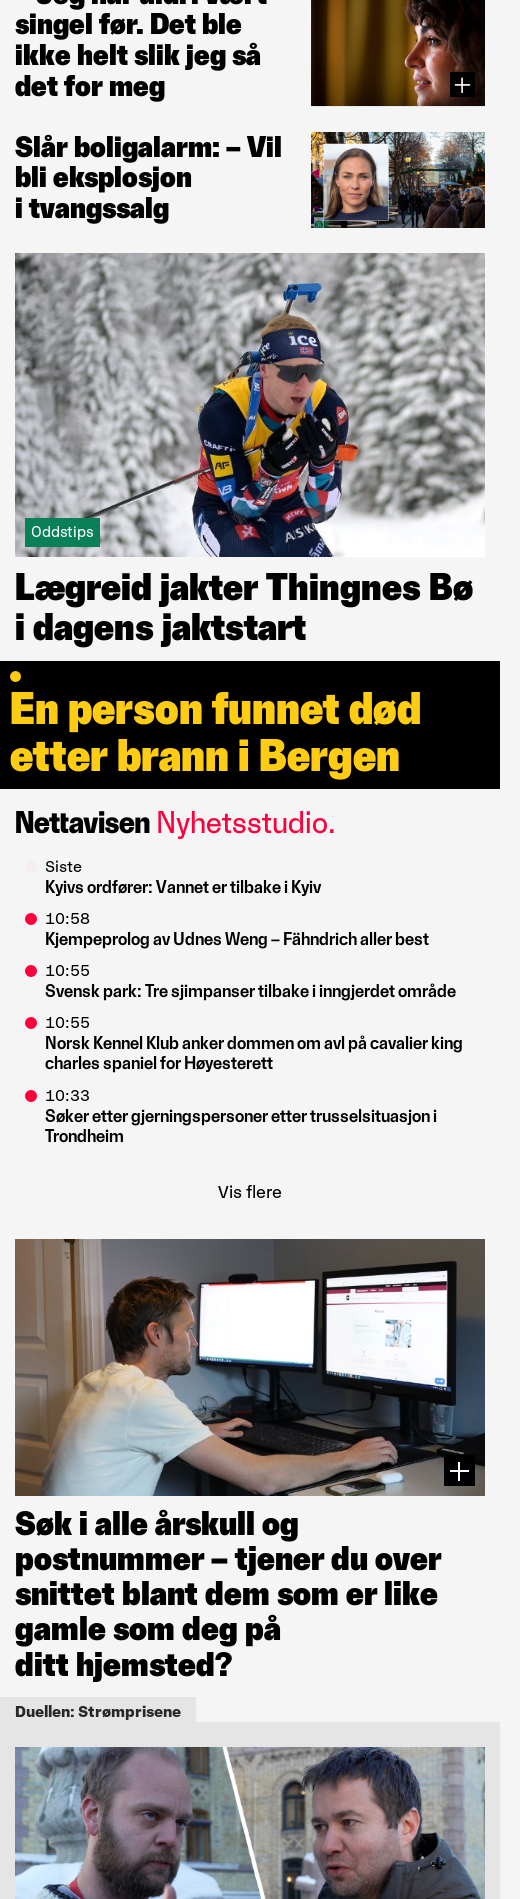 singel før. Det ble
ikke helt slik jeg så
det for meg
Slår boligalarm: – Vil
bli eksplosjon
i tvangssalg
ice
CRAFT
AF
Oddstips
Lægreid jakter Thingnes Bø
i dagens jaktstart
En person funnet død
etter brann i Bergen
Nettavisen Nyhetsstudio.
Siste
Kyivs ordfører: Vannet er tilbake i Kyiv
10:58
Kjempeprolog av Udnes Weng – Fähndrich aller best
10:55
Svensk park: Tre sjimpanser tilbake i inngjerdet område
10:55
Norsk Kennel Klub anker dommen om avl på cavalier king
charles spaniel for Høyesterett
10:33
Søker etter gjerningspersoner etter trusselsituasjon i
Trondheim
Vis flere
Søk i alle årskull og
postnummer – tjener du over
snittet blant dem som er like
gamle som deg på
ditt hjemsted?
Duellen: Strømprisene